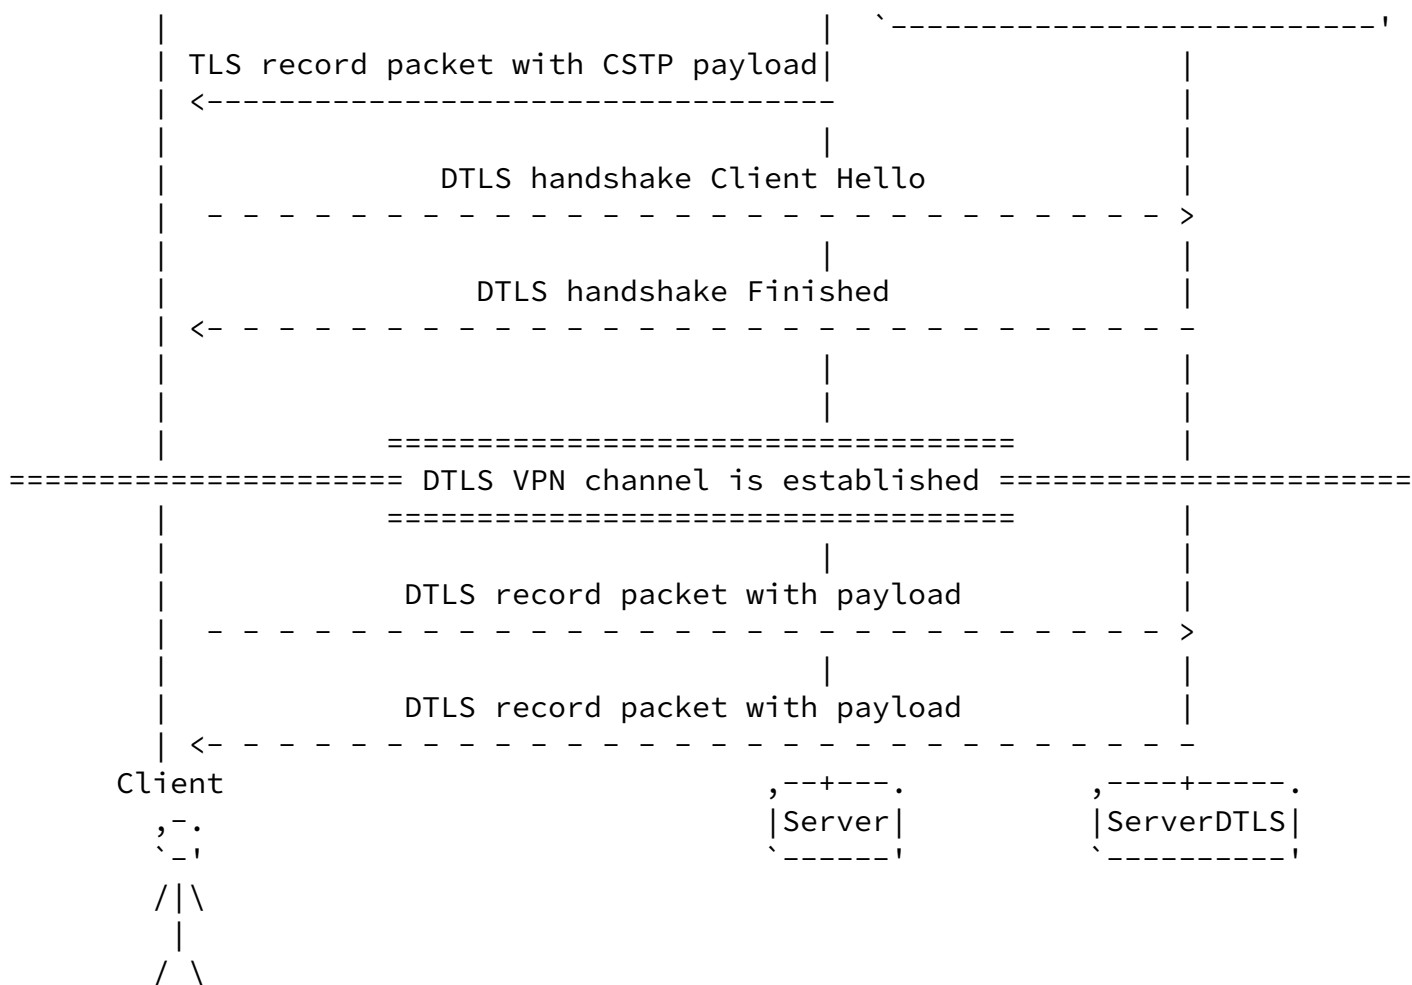 TLS record packet with CSTP payload
DTLS handshake Client Hello
DTLS handshake Finished
DTLS VPN channel is established
DTLS record packet with payload
DTLS record packet with payload
Client
Server
ServerDTLS